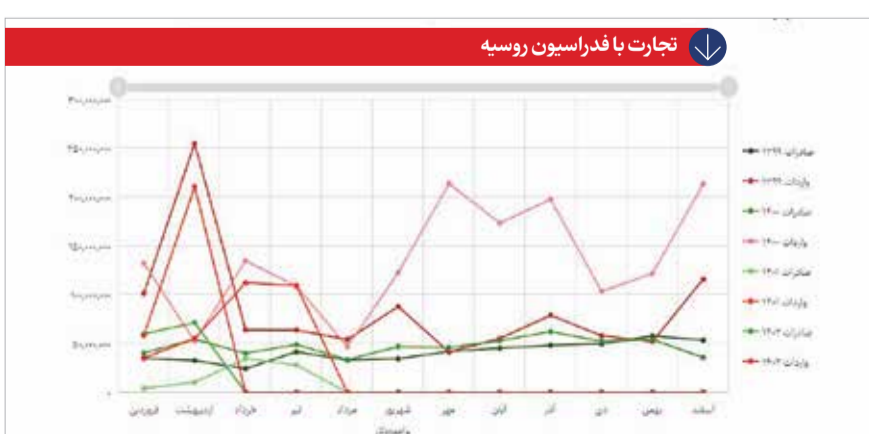 تجارت با فدراسیون روسیه
۳۰۰,۰۰۰,۰۰۰
۲۵۰,۰۰۰,۰۰۰
۲۰۰,۰۰۰,۰۰۰
۱۵۰,۰۰۰,۰۰۰
۱۰۰,۰۰۰,۰۰۰
۵۰,۰۰۰,۰۰۰
۰
فروردین اردیبهشت خرداد تیر مرداد شهریور مهر آبان آذر دی بهمن اسفند
صادرات ۱۳۹۹
واردات ۱۳۹۹
صادرات ۱۴۰۰
واردات ۱۴۰۰
صادرات ۱۴۰۱
واردات ۱۴۰۱
صادرات ۱۴۰۲
واردات ۱۴۰۲